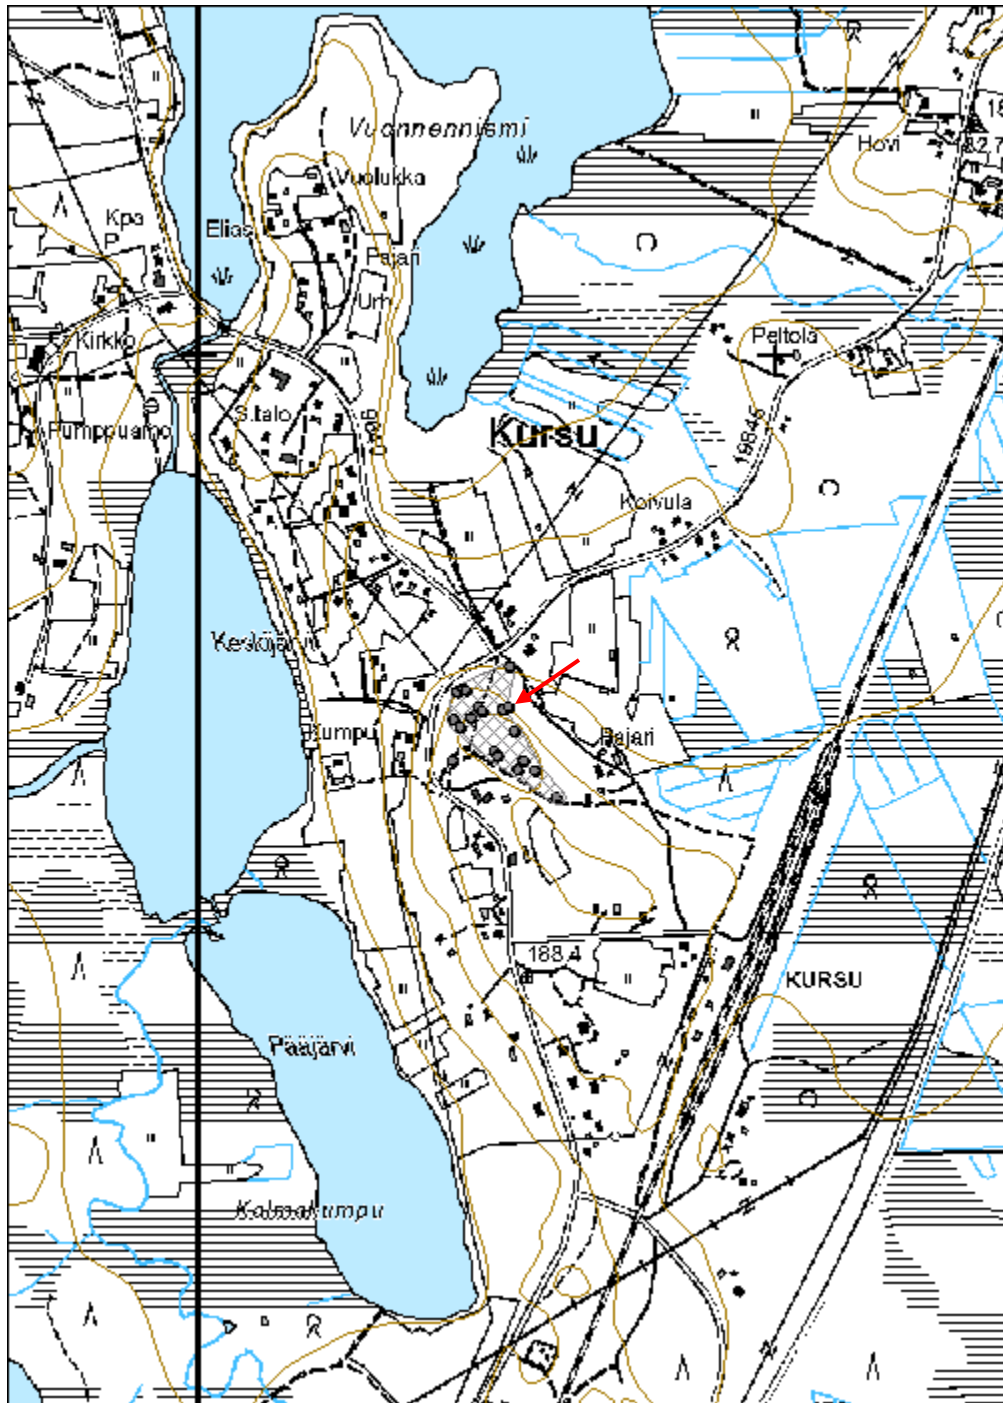 Vuonnenniemi
Hovi
Vuolukka
Kpa
P
Elias
Pajari
Urh
Kirkko
Peltola
S.talo
Pumppuamo
Kursu
19845
Koivula
Keskijärvi
Kumpu
Pajari
188.4
KURSU
Pääjärvi
Kalmakumpu